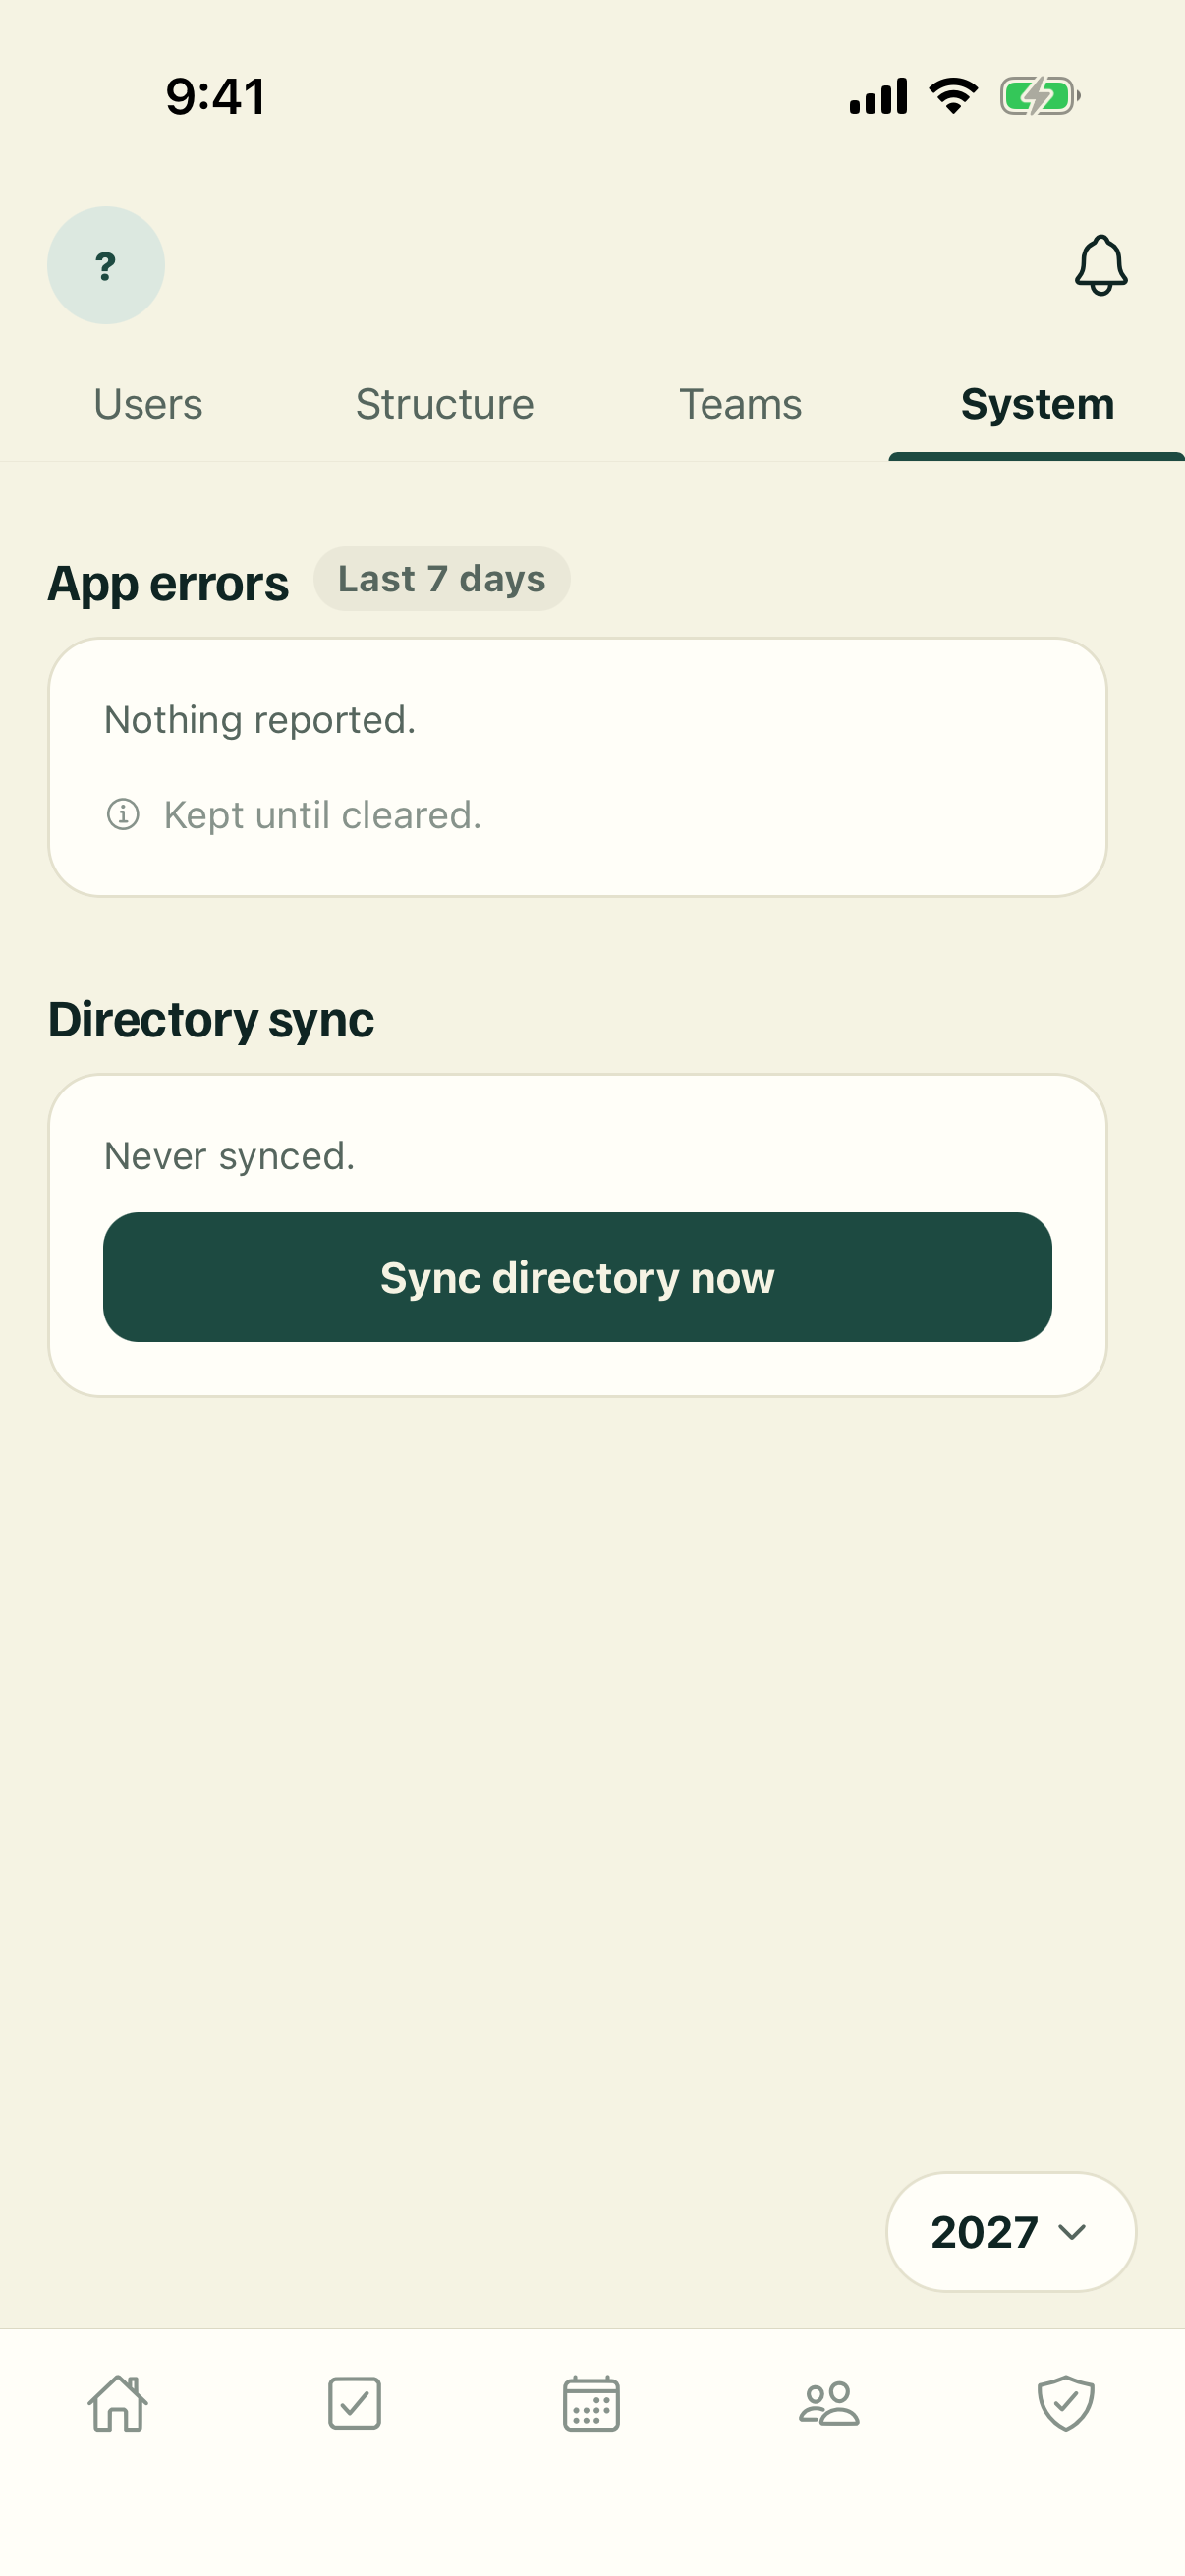 9:41
?
Users Structure Teams System
App errors Last 7 days
Nothing reported.
Kept until cleared.
Directory sync
Never synced.
Sync directory now
2027